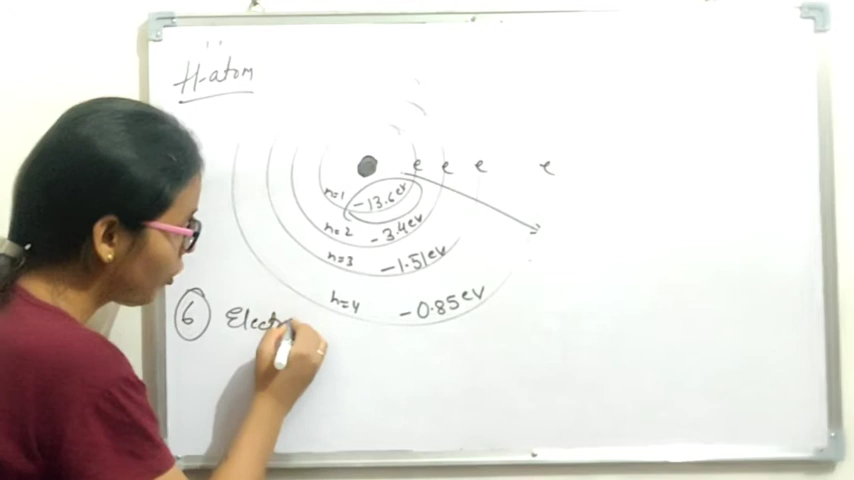 H-atom
e e e e
n=1 -13.6ev
n=2 -3.4ev
n=3 -1.51ev
n=4 -0.85ev
6 Electr